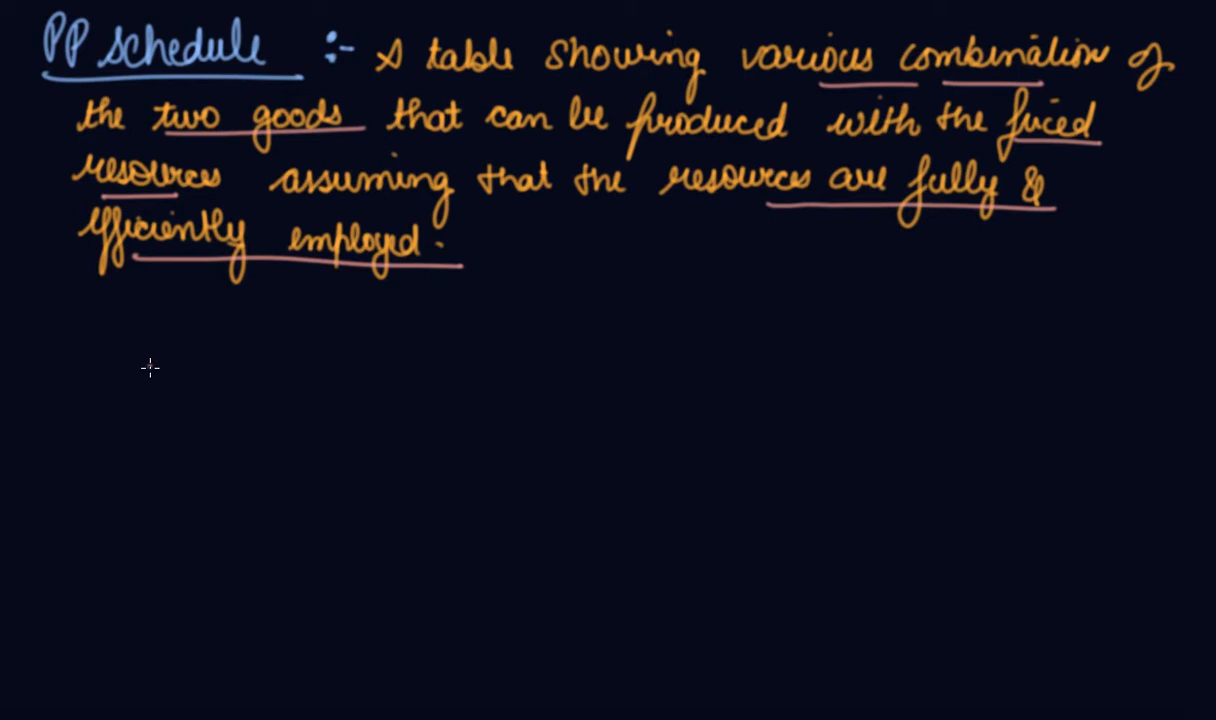 PP schedule :- A table showing various combination of
the two goods that can be produced with the fixed
resources assuming that the resources are fully &
efficiently employed.